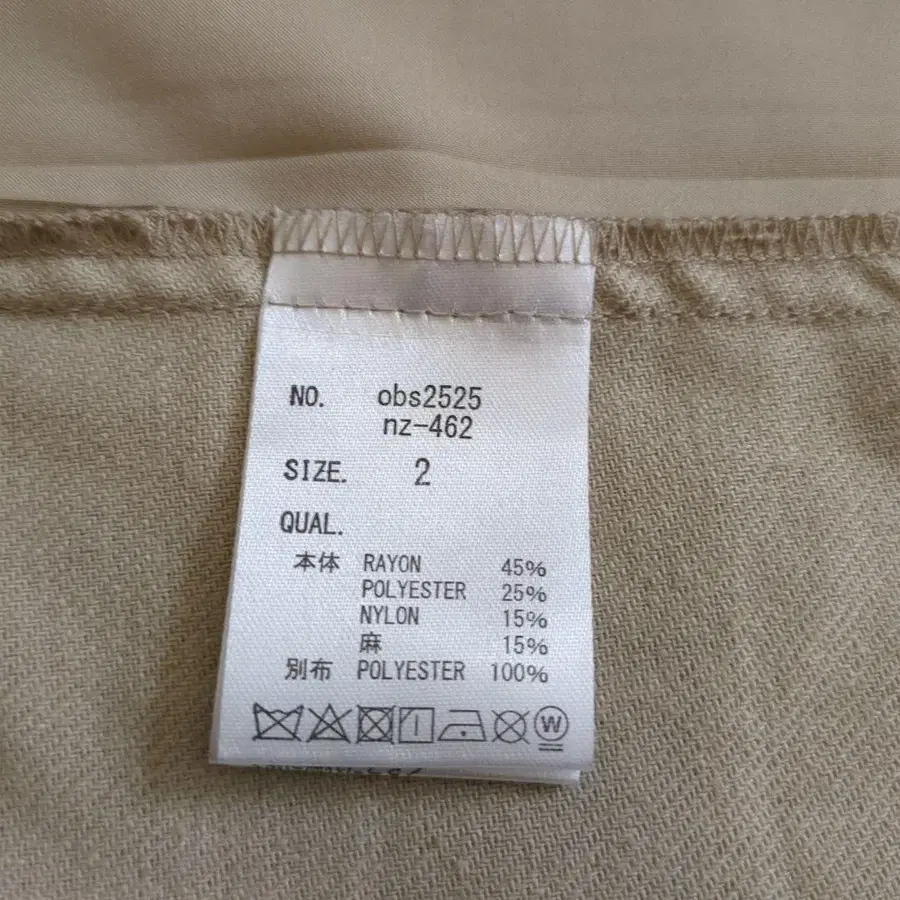 NO. obs2525
nz-462
SIZE. 2
QUAL.
本体 RAYON 45%
POLYESTER 25%
NYLON 15%
麻 15%
別布 POLYESTER 100%
W